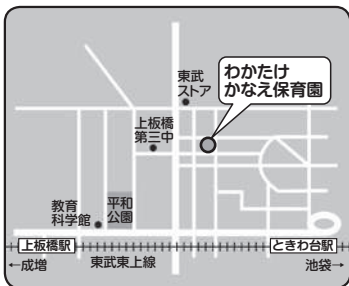 東武
ストア
わかたけ
かなえ保育園
上板橋
第三中
教育
科学館
平和
公園
上板橋駅
ときわ台駅
←成増
東武東上線
池袋→